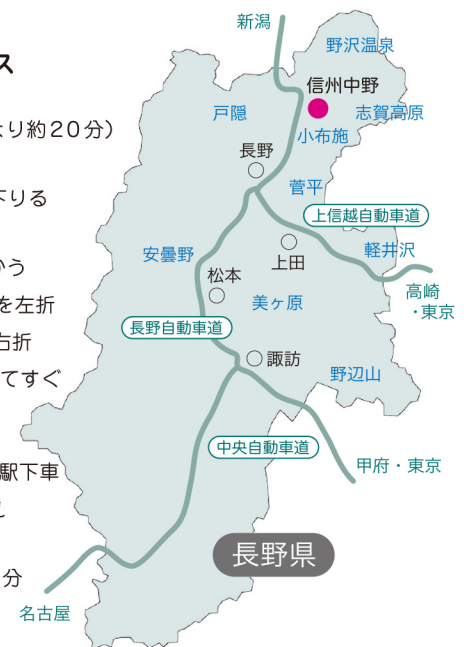 ス
より約20分）
下りる
かう
を左折
右折
てすぐ
駅下車
分
新潟
野沢温泉
信州中野
戸隠
志賀高原
小布施
長野
菅平
上信越自動車道
安曇野
上田
軽井沢
松本
高崎
・東京
美ヶ原
長野自動車道
諏訪
野辺山
中央自動車道
甲府・東京
長野県
名古屋